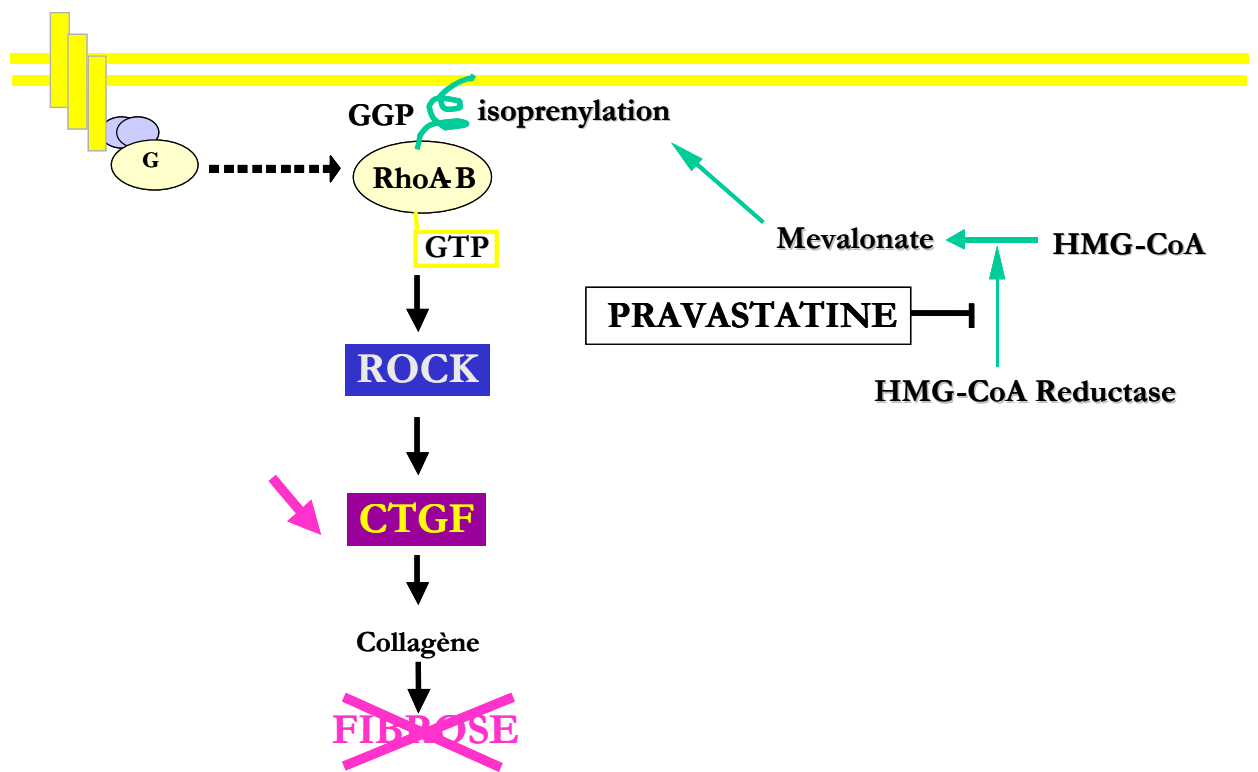 GGP
isoprenylation
G
RhoA-B
GTP
Mevalonate
HMG-CoA
PRAVASTATINE
ROCK
HMG-CoA Reductase
CTGF
Collagène
FIBROSE